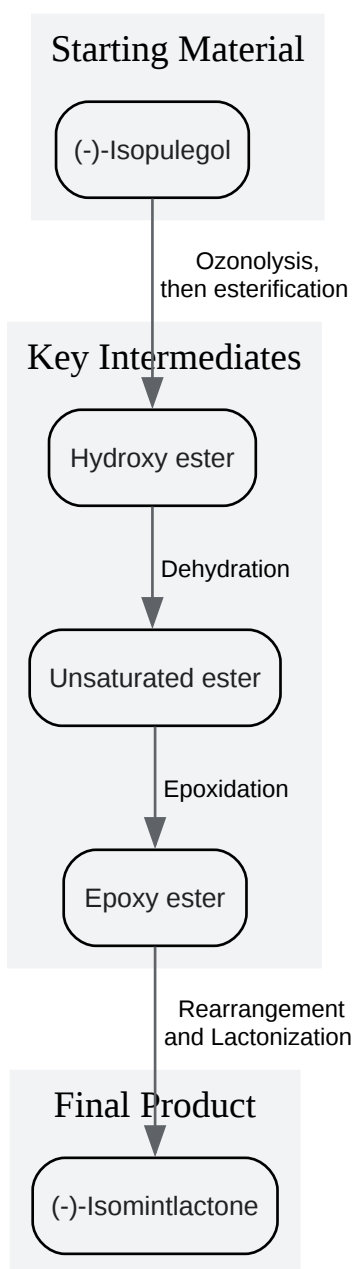 Starting Material
(-)-Isopulegol
Ozonolysis,
then esterification
Key Intermediates
Hydroxy ester
Dehydration
Unsaturated ester
Epoxidation
Epoxy ester
Rearrangement
and Lactonization
Final Product
(-)-Isomintlactone